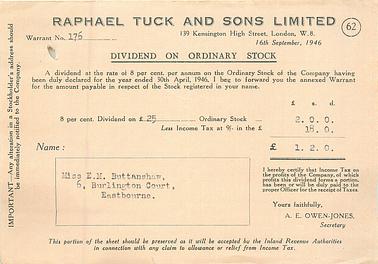 RAPHAEL TUCK AND SONS LIMITED
62
Warrant No. 176
139 Kensington High Street, London, W.8.
16th September, 1946
DIVIDEND ON ORDINARY STOCK
A dividend at the rate of 8 per cent. per annum on the Ordinary Stock of the Company having
been duly declared for the year ended 30th April, 1946, I beg to forward you the annexed Warrant
for the amount payable in respect of the Stock registered in your name.
£ s. d.
8 per cent. Dividend on £ 25 2. 0. 0.
Less Income Tax at 9/- in the £ 18. 0.
£ 1. 2. 0.
Name:
Miss E.M. Buttanshaw,
6, Burlington Court,
Eastbourne.
I hereby certify that Income Tax on
the profits of the Company, of which
profits this dividend forms a portion,
has been or will be duly paid to the
proper Officer for the receipt of Taxes.
Yours faithfully,
A. E. OWEN-JONES,
Secretary
This portion of the sheet should be preserved as it will be accepted by the Inland Revenue Authorities
in connection with any claim to allowance or relief from Income Tax.
IMPORTANT—Any alteration in a Stockholder's address should
be immediately notified to the Company.